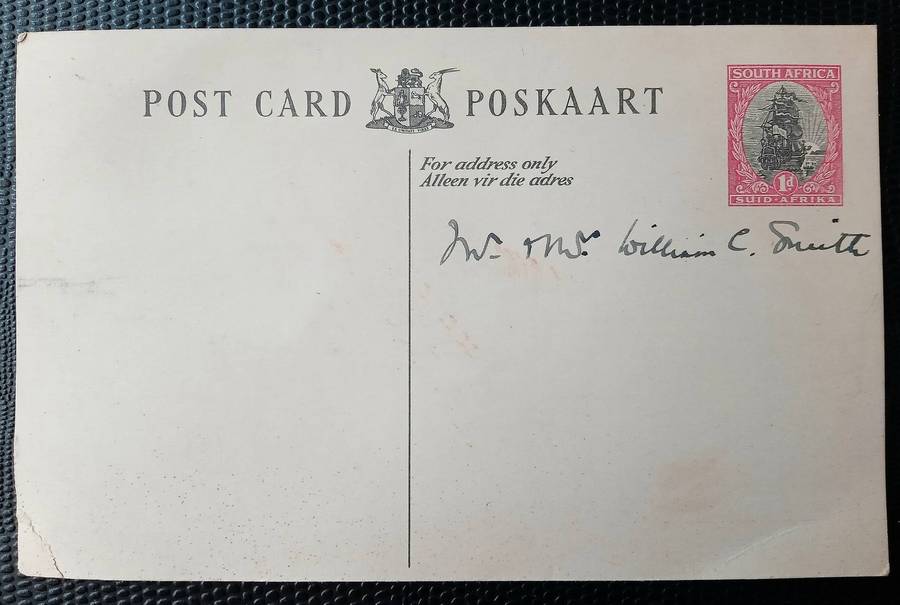 POST CARD POSKAART
SOUTH AFRICA
1d
SUID-AFRIKA
For address only
Alleen vir die adres
Mr. & Mrs. William C. Smith